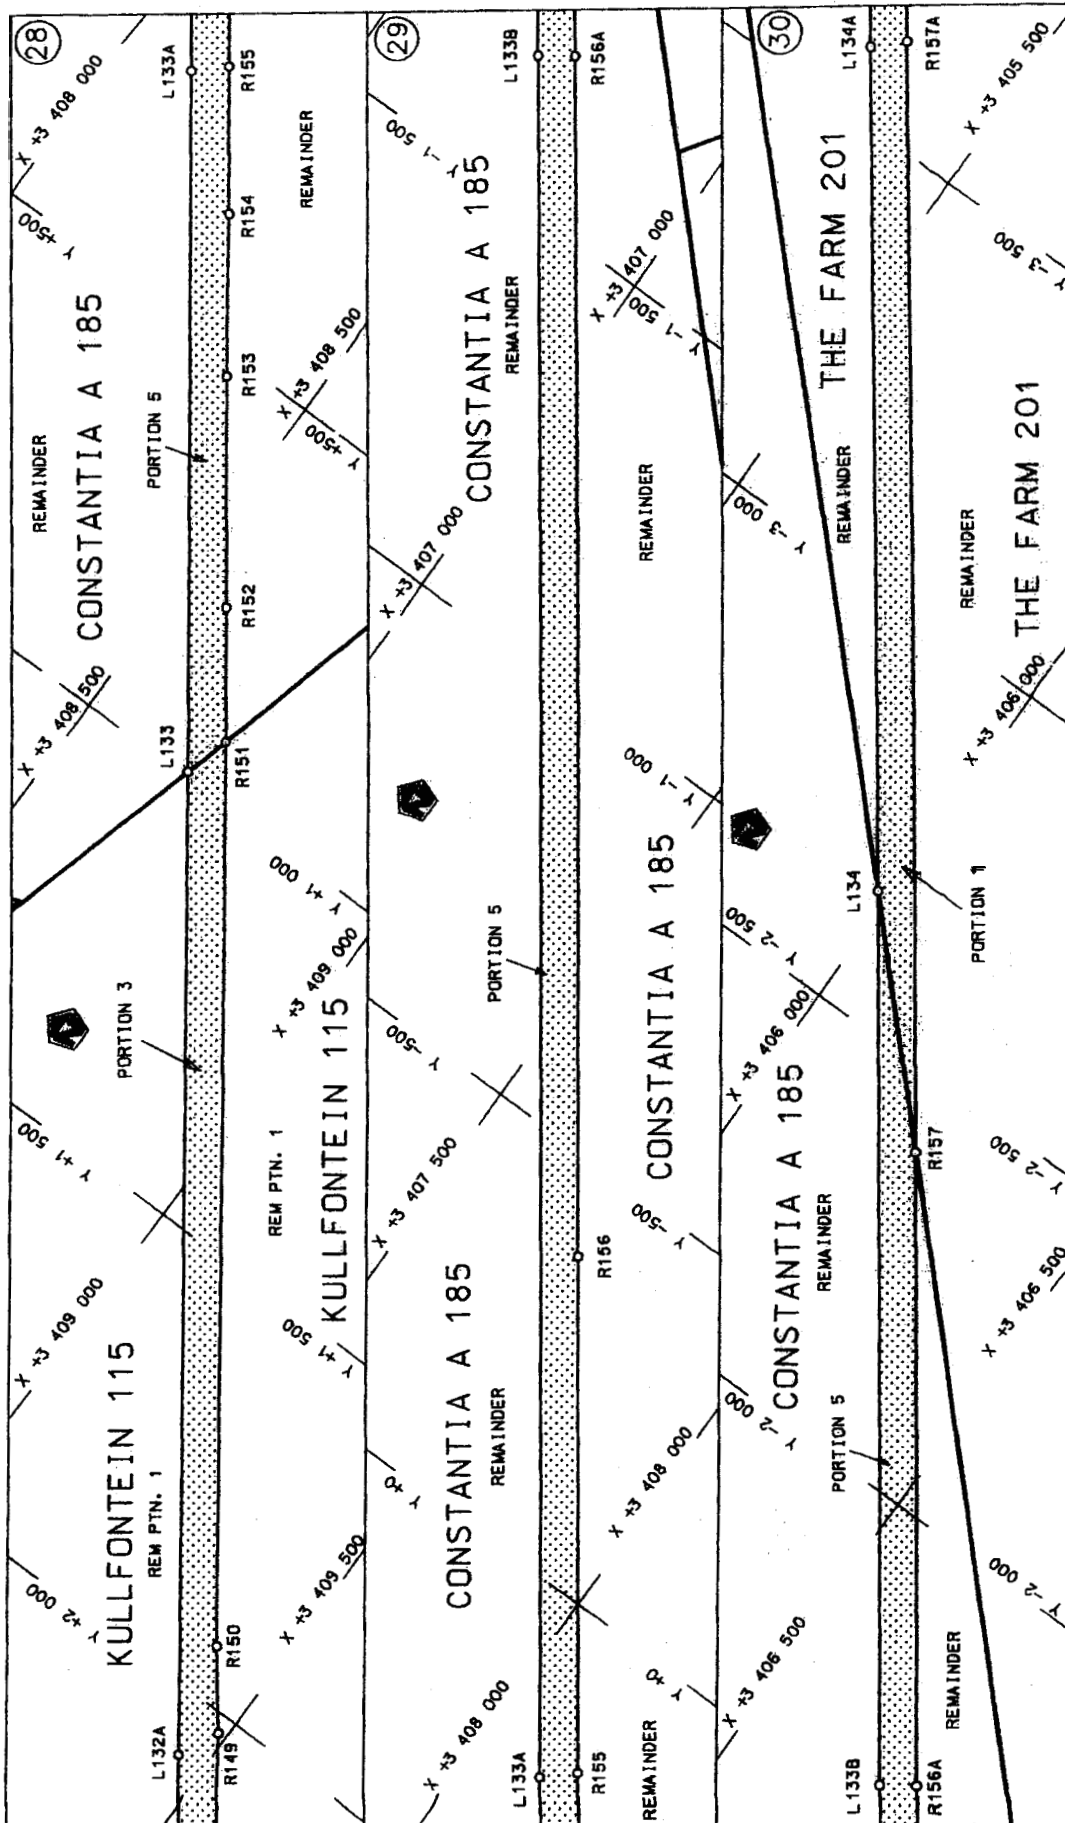 28
X +3 408 000
Y +500
L133A
R155
REMAINDER
R154
CONSTANTIA A 185
REMAINDER
PORTION 5
R153
X +3 408 500
Y +500
R152
X +3 408 500
L133
R151
Y +1 000
X +3 409 000
PORTION 3
KULLFONTEIN 115
REM PTN. 1
Y +1 500
X +3 409 000
Y +1 500
KULLFONTEIN 115
REM PTN. 1
Y +2 000
X +3 409 500
R150
L132A
R149
29
Y -1 500
L133B
R156A
CONSTANTIA A 185
REMAINDER
X +3 407 000
Y -1 500
X +3 407 000
REMAINDER
Y -1 000
PORTION 5
CONSTANTIA A 185
Y -500
X +3 407 500
Y -500
R156
CONSTANTIA A 185
REMAINDER
Y +0
X +3 408 000
X +3 408 000
Y +0
L133A
R155
REMAINDER
30
L134A
R157A
X +3 405 500
THE FARM 201
REMAINDER
Y -3 500
Y -3 000
REMAINDER
THE FARM 201
X +3 406 000
L134
PORTION 1
Y -2 500
X +3 406 000
CONSTANTIA A 185
REMAINDER
R157
Y -2 500
X +3 406 500
Y -2 000
PORTION 5
Y -2 000
X +3 406 500
REMAINDER
L133B
R156A